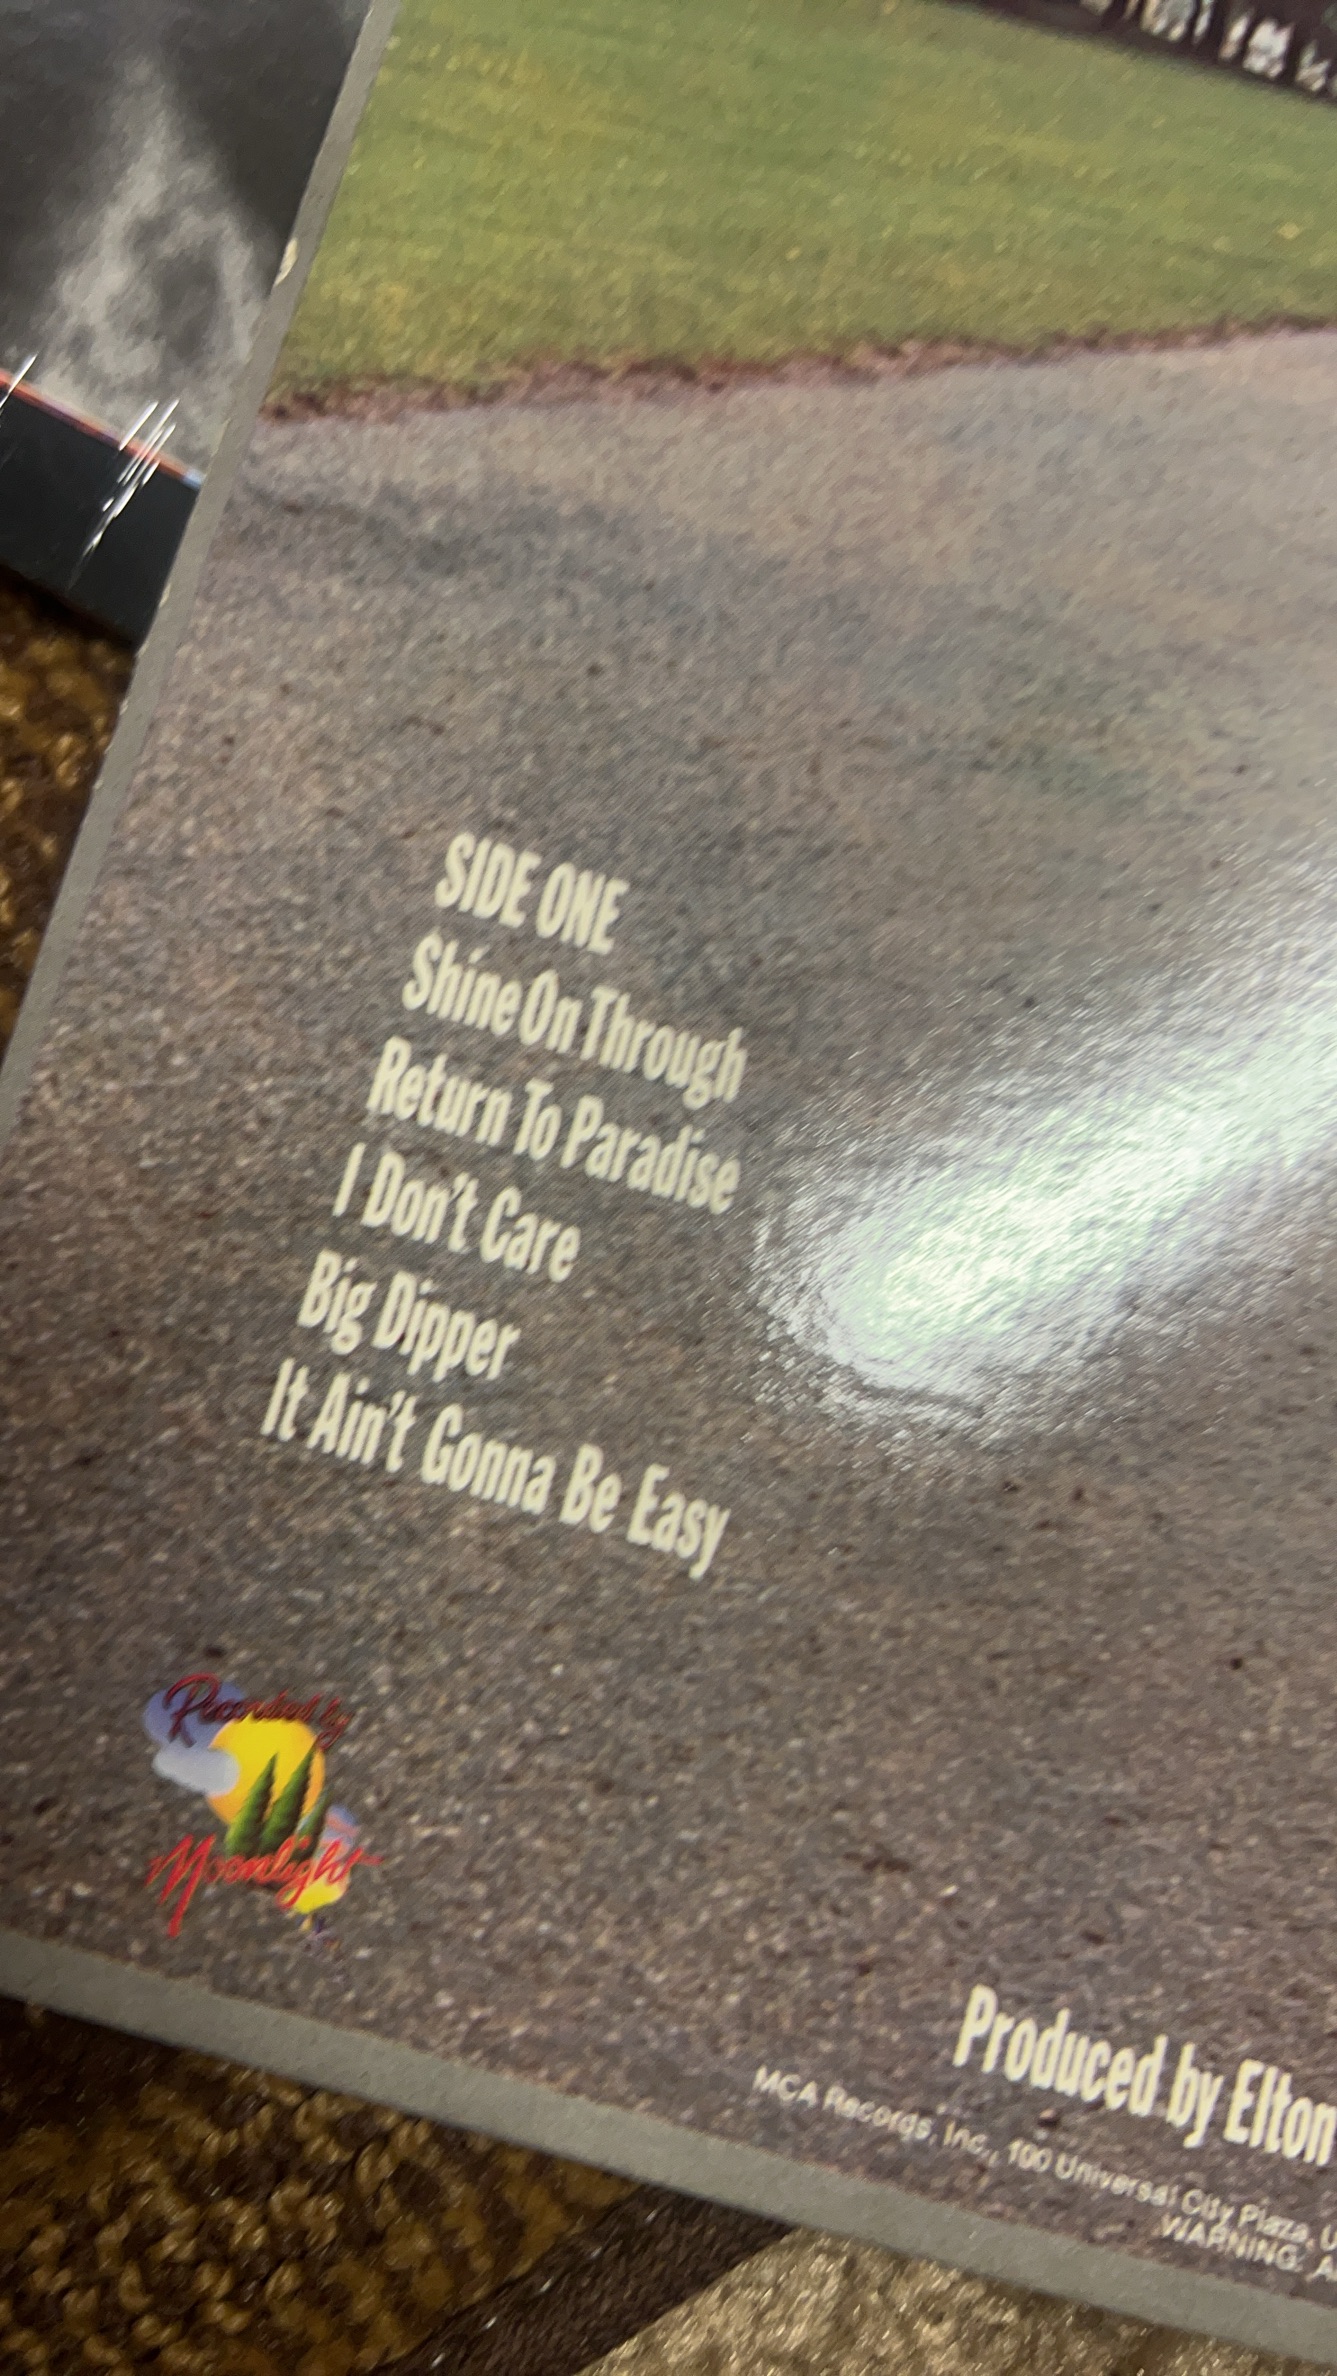 SIDE ONE
Shine On Through
Return To Paradise
I Don't Care
Big Dipper
It Ain't Gonna Be Easy
Recorded by
Moonlight
Produced by Elton
MCA Records, Inc., 100 Universal City Plaza, U
WARNING: